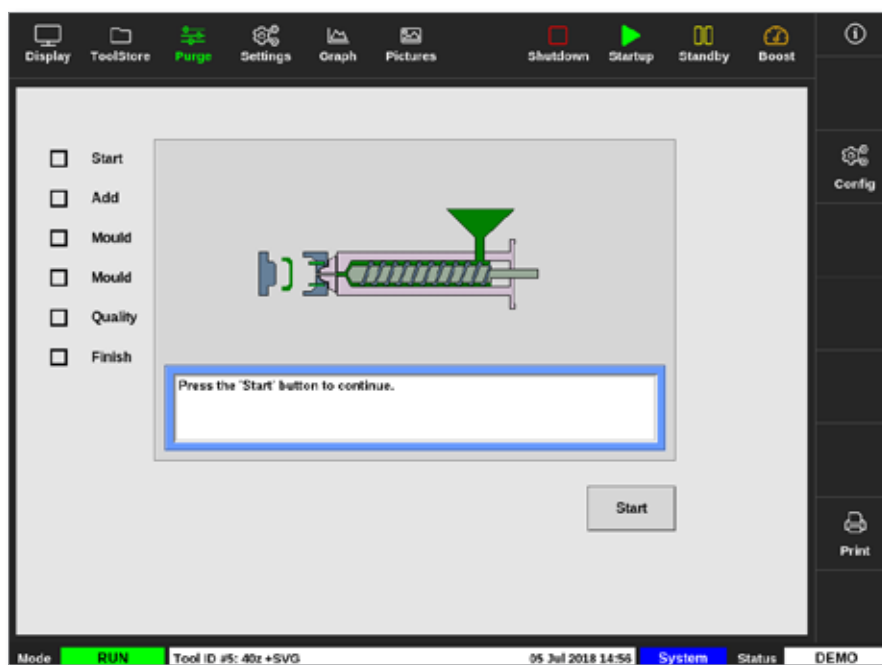 Display ToolStore Purge Settings Graph Pictures Shutdown Startup Standby Boost
Config
Print
Start
Add
Mould
Mould
Quality
Finish
Press the 'Start' button to continue.
Start
Mode RUN Tool ID #5: 40z +SVG 05 Jul 2018 14:56 System Status DEMO